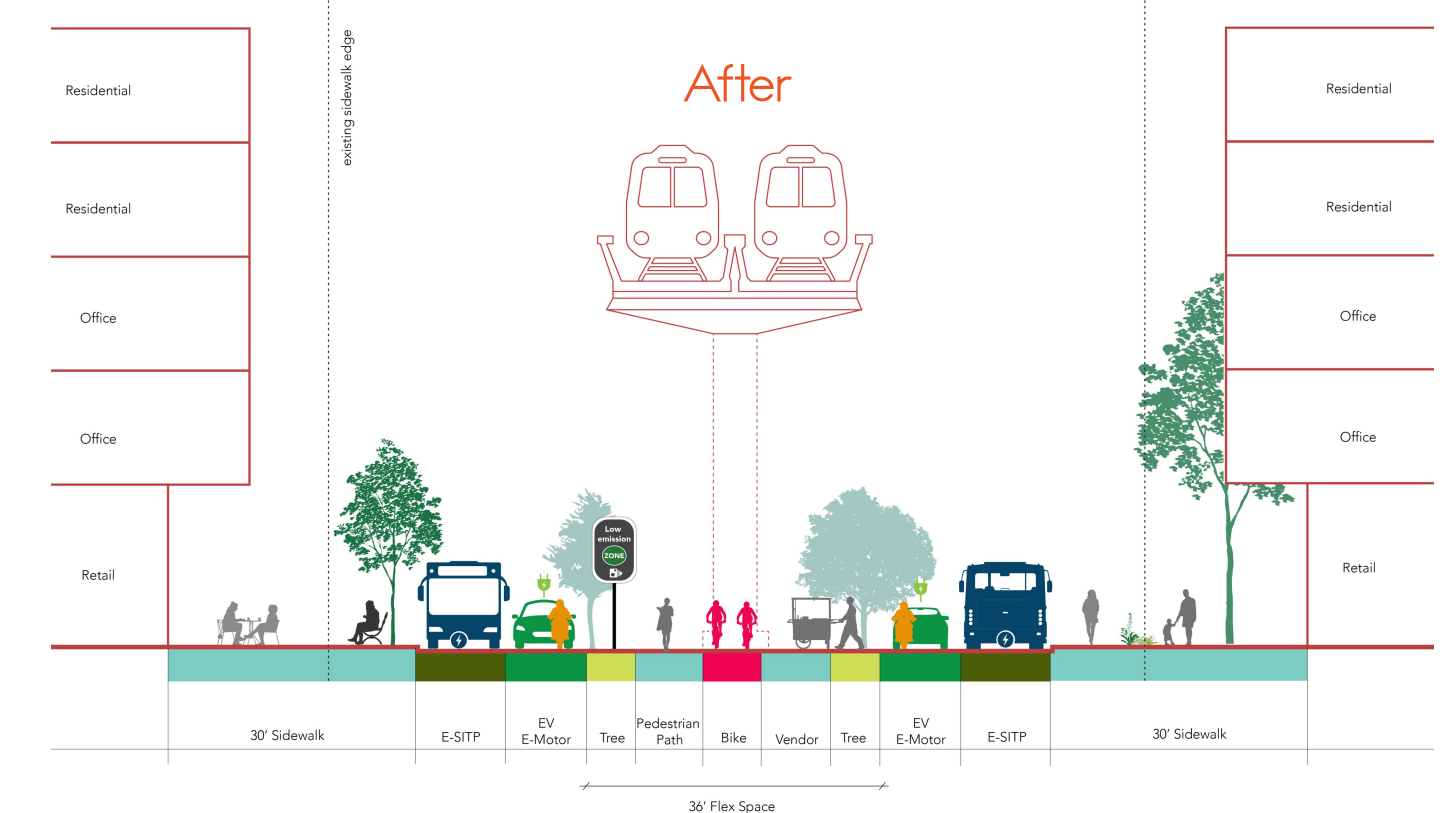 After
existing sidewalk edge
Residential
Residential
Office
Office
Retail
Residential
Residential
Office
Office
Retail
Low
emission
ZONE
30’ Sidewalk
E-SITP
EV
E-Motor
Tree
Pedestrian
Path
Bike
Vendor
Tree
EV
E-Motor
E-SITP
30’ Sidewalk
36’ Flex Space